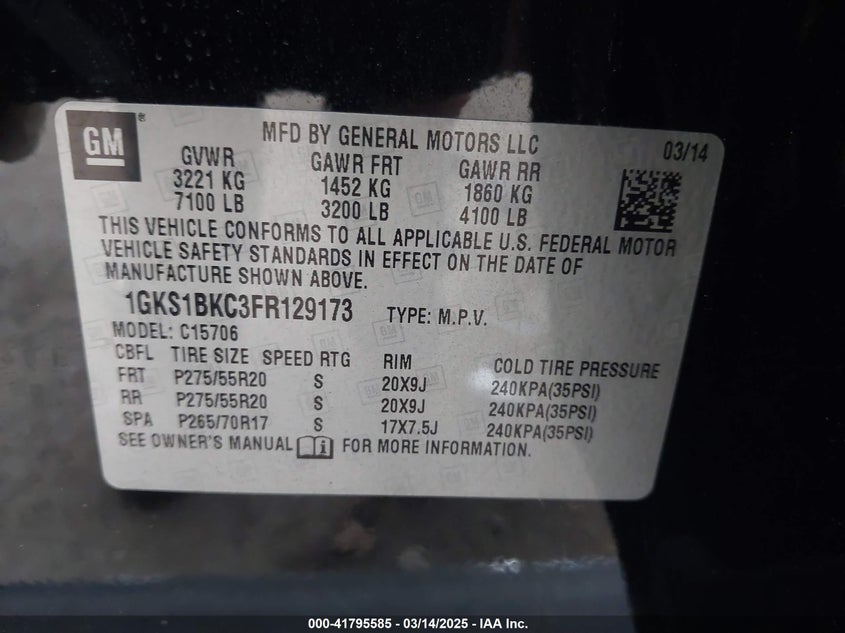 GM ®
MFD BY GENERAL MOTORS LLC
03/14
GVWR GAWR FRT GAWR RR
3221 KG 1452 KG 1860 KG
7100 LB 3200 LB 4100 LB
THIS VEHICLE CONFORMS TO ALL APPLICABLE U.S. FEDERAL MOTOR
VEHICLE SAFETY STANDARDS IN EFFECT ON THE DATE OF
MANUFACTURE SHOWN ABOVE.
1GKS1BKC3FR129173 TYPE: M.P.V.
MODEL: C15706
CBFL TIRE SIZE SPEED RTG RIM COLD TIRE PRESSURE
FRT P275/55R20 S 20X9J 240KPA(35PSI)
RR P275/55R20 S 20X9J 240KPA(35PSI)
SPA P265/70R17 S 17X7.5J 240KPA(35PSI)
SEE OWNER'S MANUAL FOR MORE INFORMATION.
000-41795585 - 03/14/2025 - IAA Inc.